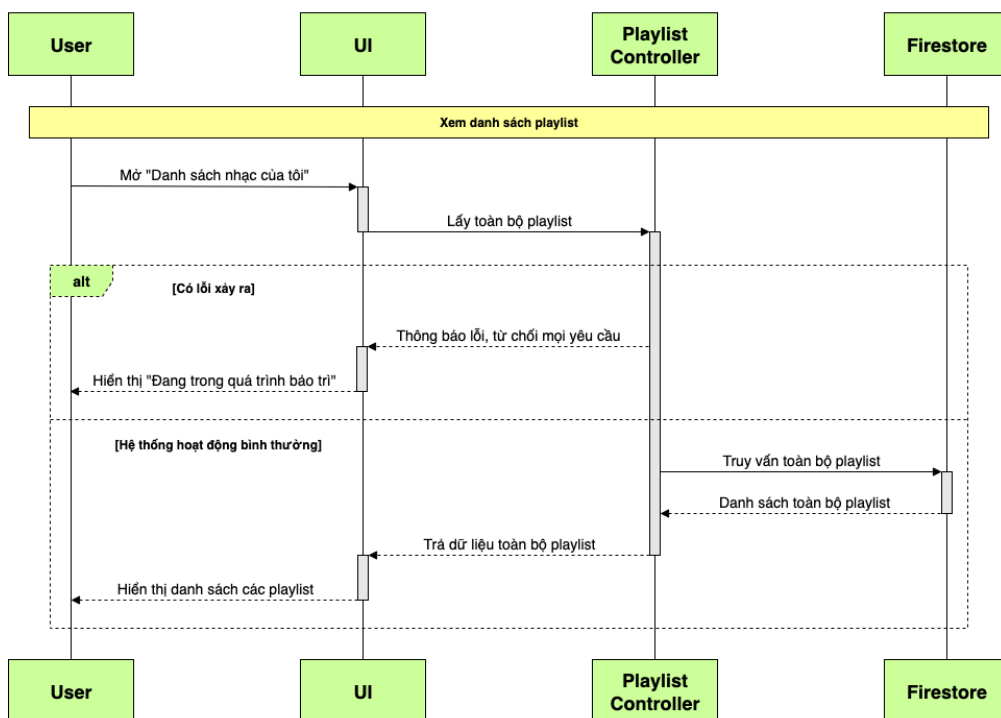 User
UI
Playlist
Controller
Firestore
Xem danh sách playlist
Mở "Danh sách nhạc của tôi"
Lấy toàn bộ playlist
alt
[Có lỗi xảy ra]
Thông báo lỗi, từ chối mọi yêu cầu
Hiển thị "Đang trong quá trình bảo trì"
[Hệ thống hoạt động bình thường]
Truy vấn toàn bộ playlist
Danh sách toàn bộ playlist
Trả dữ liệu toàn bộ playlist
Hiển thị danh sách các playlist
User
UI
Playlist
Controller
Firestore